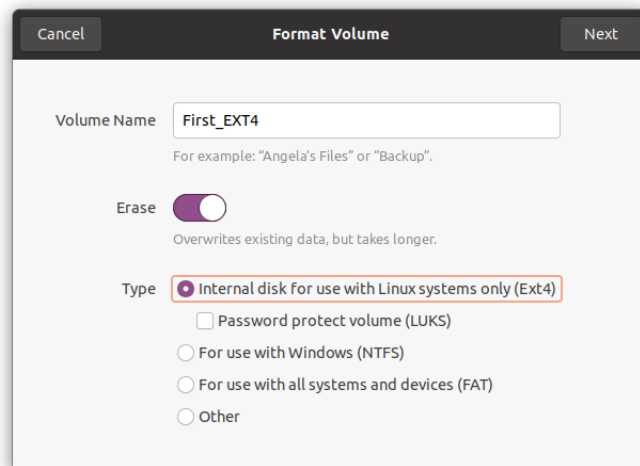 Cancel
Format Volume
Next
Volume Name
First_EXT4
For example: “Angela’s Files” or “Backup”.
Erase
Overwrites existing data, but takes longer.
Type
Internal disk for use with Linux systems only (Ext4)
Password protect volume (LUKS)
For use with Windows (NTFS)
For use with all systems and devices (FAT)
Other